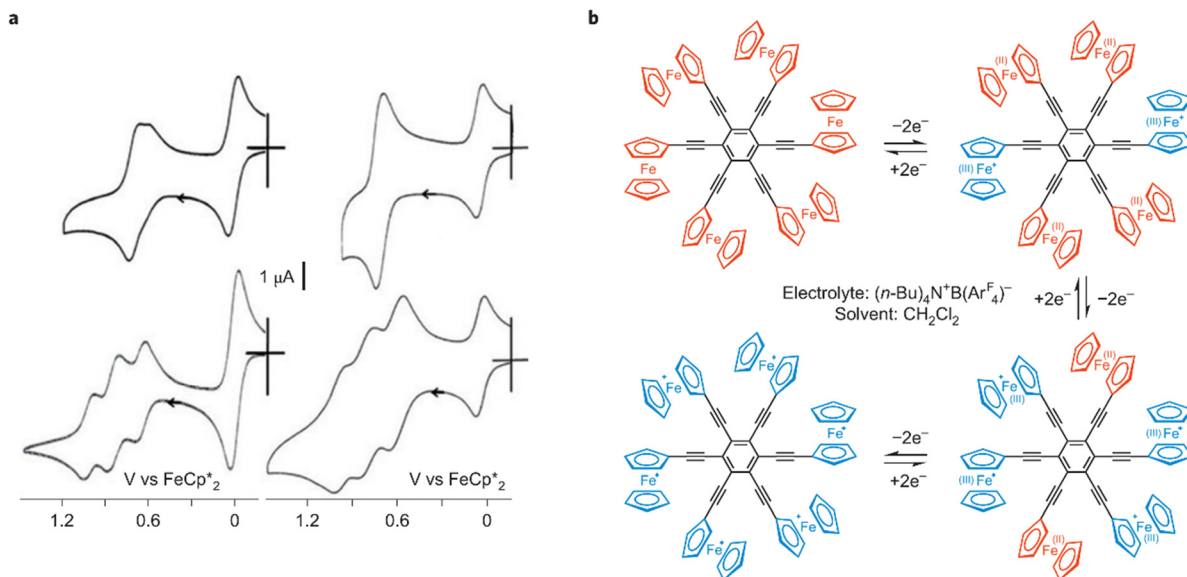 a
1 μA
V vs FeCp*₂
V vs FeCp*₂
1.2 0.6 0
1.2 0.6 0
b
Fe
Fe
Fe
Fe
Fe
Fe
−2e⁻
+2e⁻
(II)
Fe
Fe(II)
(III)Fe⁺
(III)Fe⁺
Fe(II)
(II)
Fe
Electrolyte: (n-Bu)₄N⁺B(Arᶠ₄)⁻
Solvent: CH₂Cl₂
+2e⁻ −2e⁻
+
Fe
Fe⁺
Fe⁺
Fe⁺
Fe⁺
Fe⁺
−2e⁻
+2e⁻
+
Fe
(III)
Fe(II)
(III)Fe⁺
(III)Fe⁺
Fe(II)
+
Fe
(III)